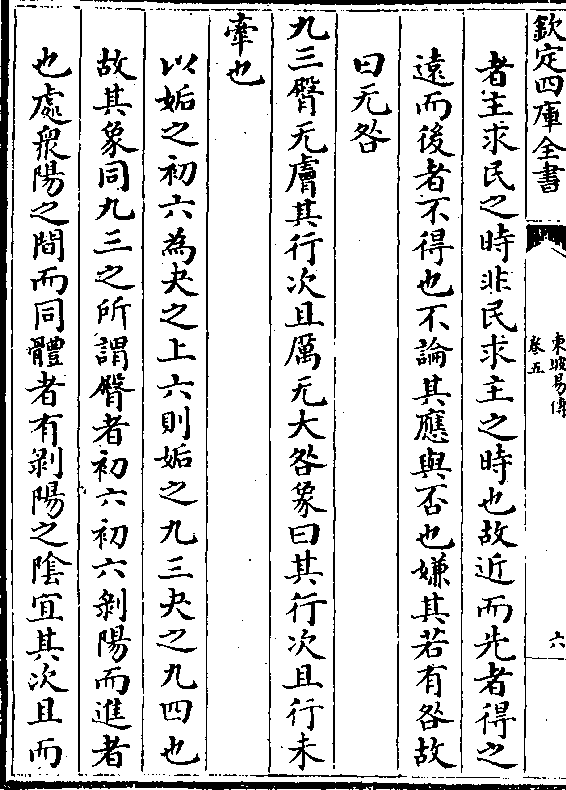 欽定四庫全書
東坡易傳
卷五
六
者主求民之時非民求主之時也故近而先者得之
遠而後者不得也不論其應與否也嫌其若有咎故
曰无咎
九三臀无膚其行次且厲无大咎象曰其行次且行未
牽也
以姤之初六為夬之上六則姤之九三夬之九四也
故其象同九三之所謂臀者初六初六剝陽而進者
也處衆陽之間而同體者有剝陽之陰宜其次且而